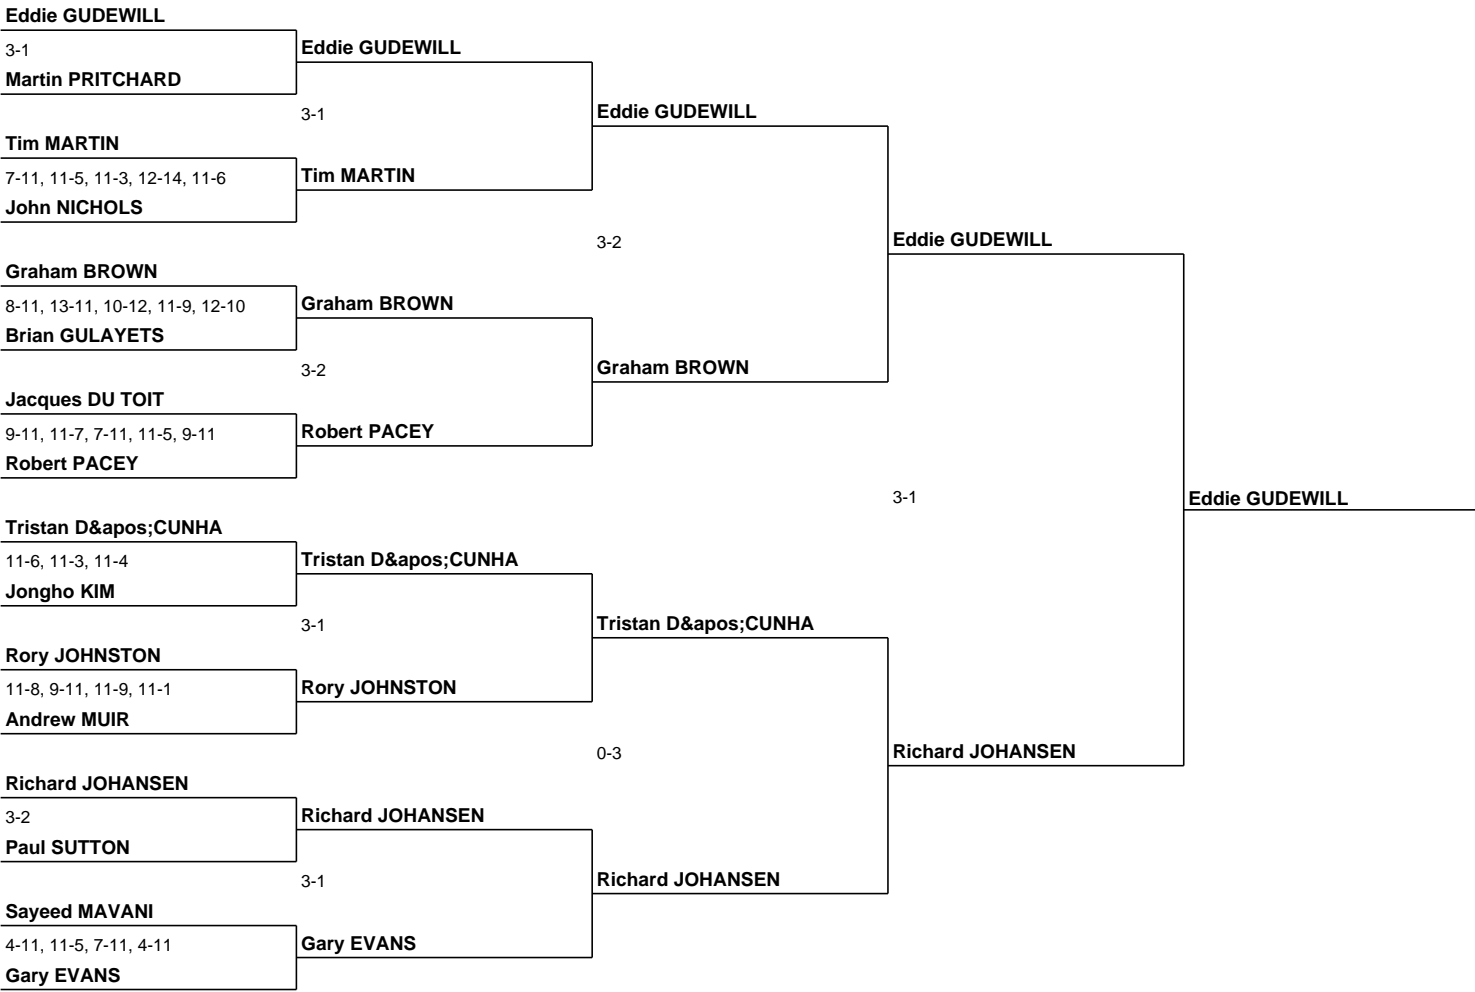 Eddie GUDEWILL
3-1
Martin PRITCHARD
Tim MARTIN
7-11, 11-5, 11-3, 12-14, 11-6
John NICHOLS
Graham BROWN
8-11, 13-11, 10-12, 11-9, 12-10
Brian GULAYETS
Jacques DU TOIT
9-11, 11-7, 7-11, 11-5, 9-11
Robert PACEY
Tristan D&apos;CUNHA
11-6, 11-3, 11-4
Jongho KIM
Rory JOHNSTON
11-8, 9-11, 11-9, 11-1
Andrew MUIR
Richard JOHANSEN
3-2
Paul SUTTON
Sayeed MAVANI
4-11, 11-5, 7-11, 4-11
Gary EVANS
Eddie GUDEWILL
3-1
Tim MARTIN
Graham BROWN
3-2
Robert PACEY
Tristan D&apos;CUNHA
3-1
Rory JOHNSTON
Richard JOHANSEN
3-1
Gary EVANS
Eddie GUDEWILL
3-2
Graham BROWN
Tristan D&apos;CUNHA
0-3
Richard JOHANSEN
Eddie GUDEWILL
3-1
Richard JOHANSEN
Eddie GUDEWILL